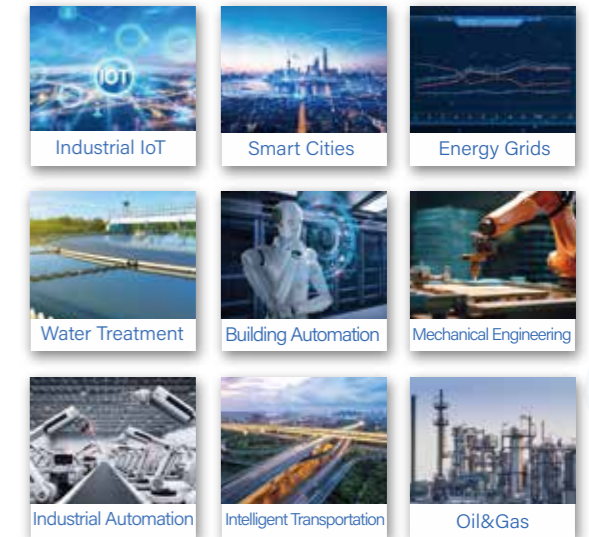 IOT
Industrial IoT
Smart Cities
Energy Grids
Water Treatment
Building Automation
Mechanical Engineering
Industrial Automation
Intelligent Transportation
Oil&Gas